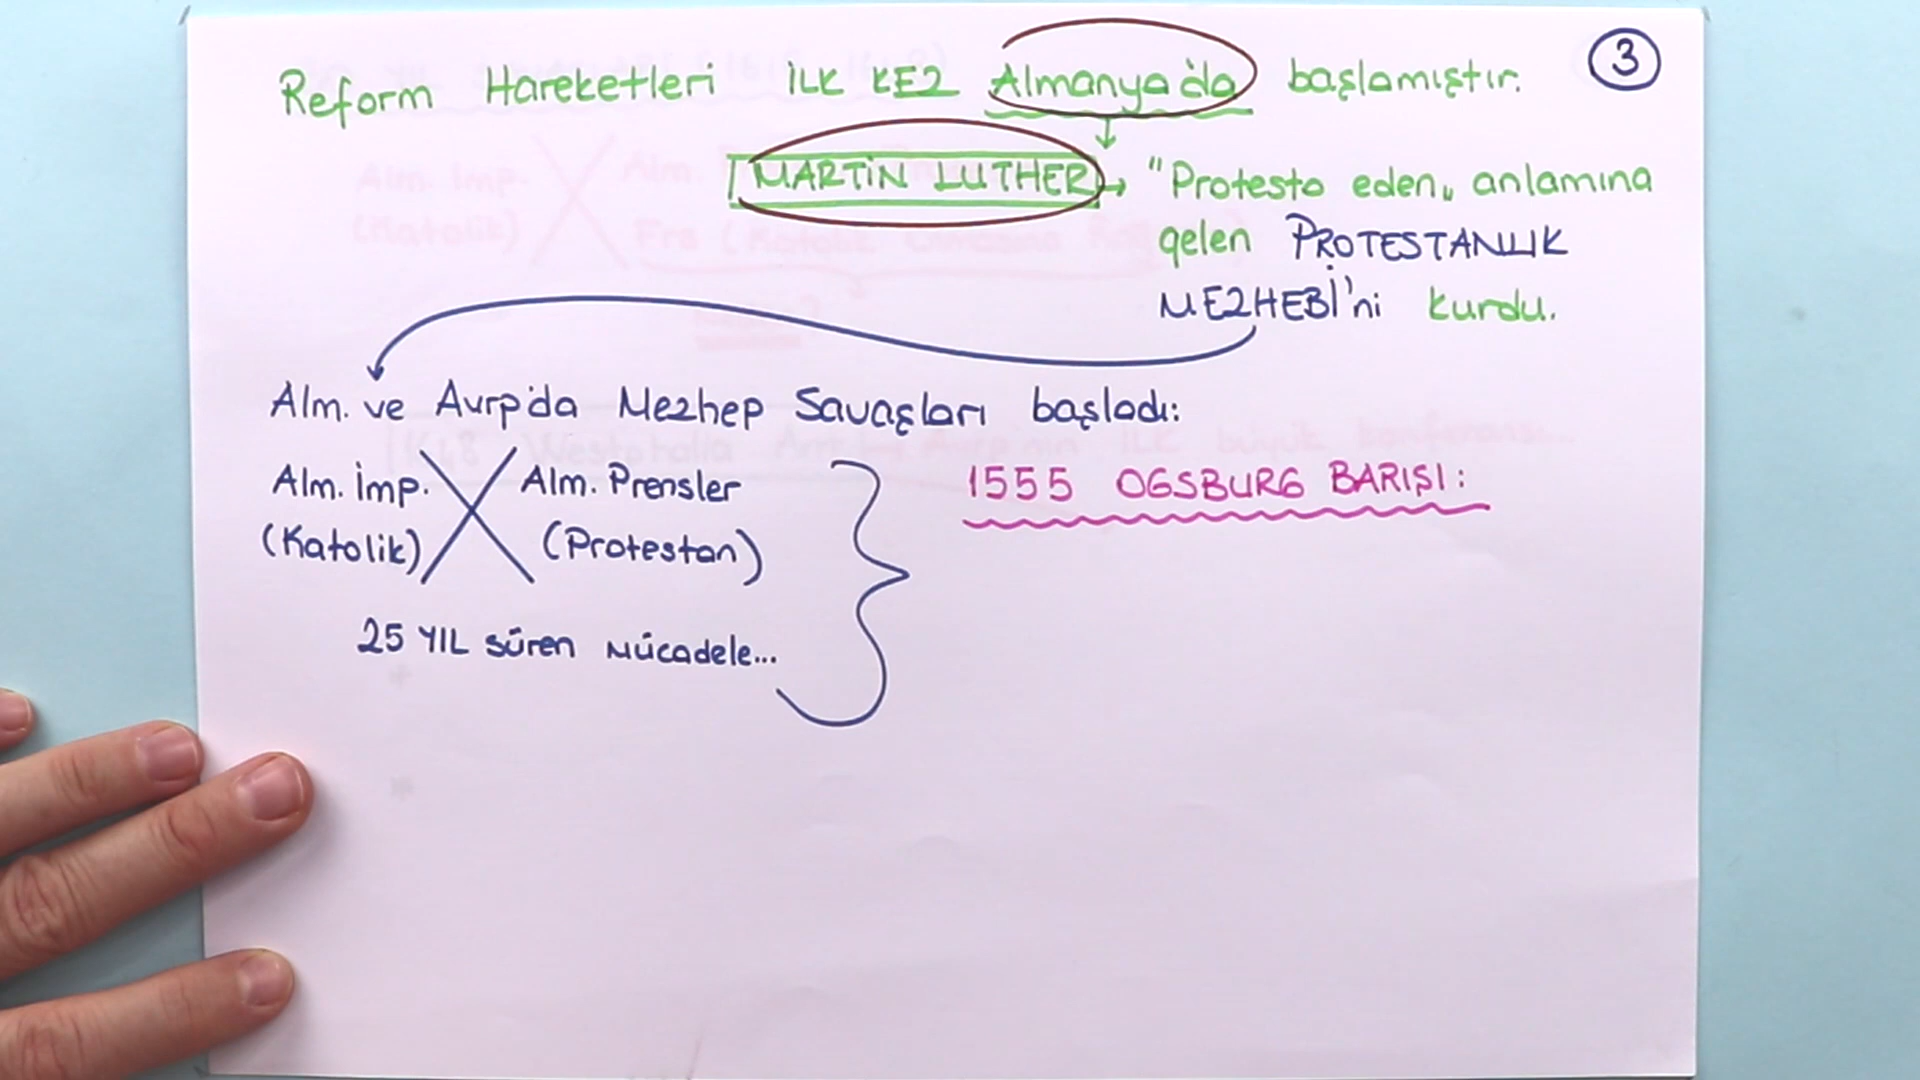 3
Reform Hareketleri İLK KEZ Almanya'da başlamıştır.
MARTİN LUTHER → "Protesto eden„ anlamına
gelen PROTESTANLIK
MEZHEBİ'ni kurdu.
Alm. ve Avrp'da Mezhep Savaşları başladı:
Alm. İmp. Alm. Prensler
(Katolik) (Protestan)
25 YIL süren mücadele...
1555 OGSBURG BARIŞI: